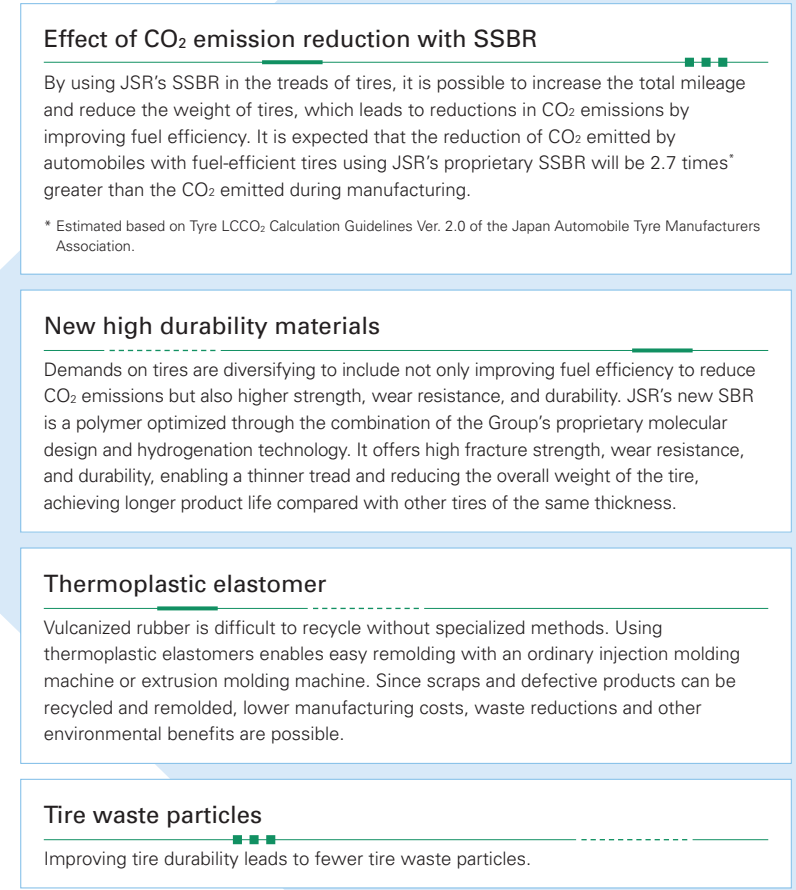 Effect of CO₂ emission reduction with SSBR
By using JSR's SSBR in the treads of tires, it is possible to increase the total mileage
and reduce the weight of tires, which leads to reductions in CO₂ emissions by
improving fuel efficiency. It is expected that the reduction of CO₂ emitted by
automobiles with fuel-efficient tires using JSR's proprietary SSBR will be 2.7 times*
greater than the CO₂ emitted during manufacturing.
* Estimated based on Tyre LCCO₂ Calculation Guidelines Ver. 2.0 of the Japan Automobile Tyre Manufacturers
Association.
New high durability materials
Demands on tires are diversifying to include not only improving fuel efficiency to reduce
CO₂ emissions but also higher strength, wear resistance, and durability. JSR's new SBR
is a polymer optimized through the combination of the Group's proprietary molecular
design and hydrogenation technology. It offers high fracture strength, wear resistance,
and durability, enabling a thinner tread and reducing the overall weight of the tire,
achieving longer product life compared with other tires of the same thickness.
Thermoplastic elastomer
Vulcanized rubber is difficult to recycle without specialized methods. Using
thermoplastic elastomers enables easy remolding with an ordinary injection molding
machine or extrusion molding machine. Since scraps and defective products can be
recycled and remolded, lower manufacturing costs, waste reductions and other
environmental benefits are possible.
Tire waste particles
Improving tire durability leads to fewer tire waste particles.